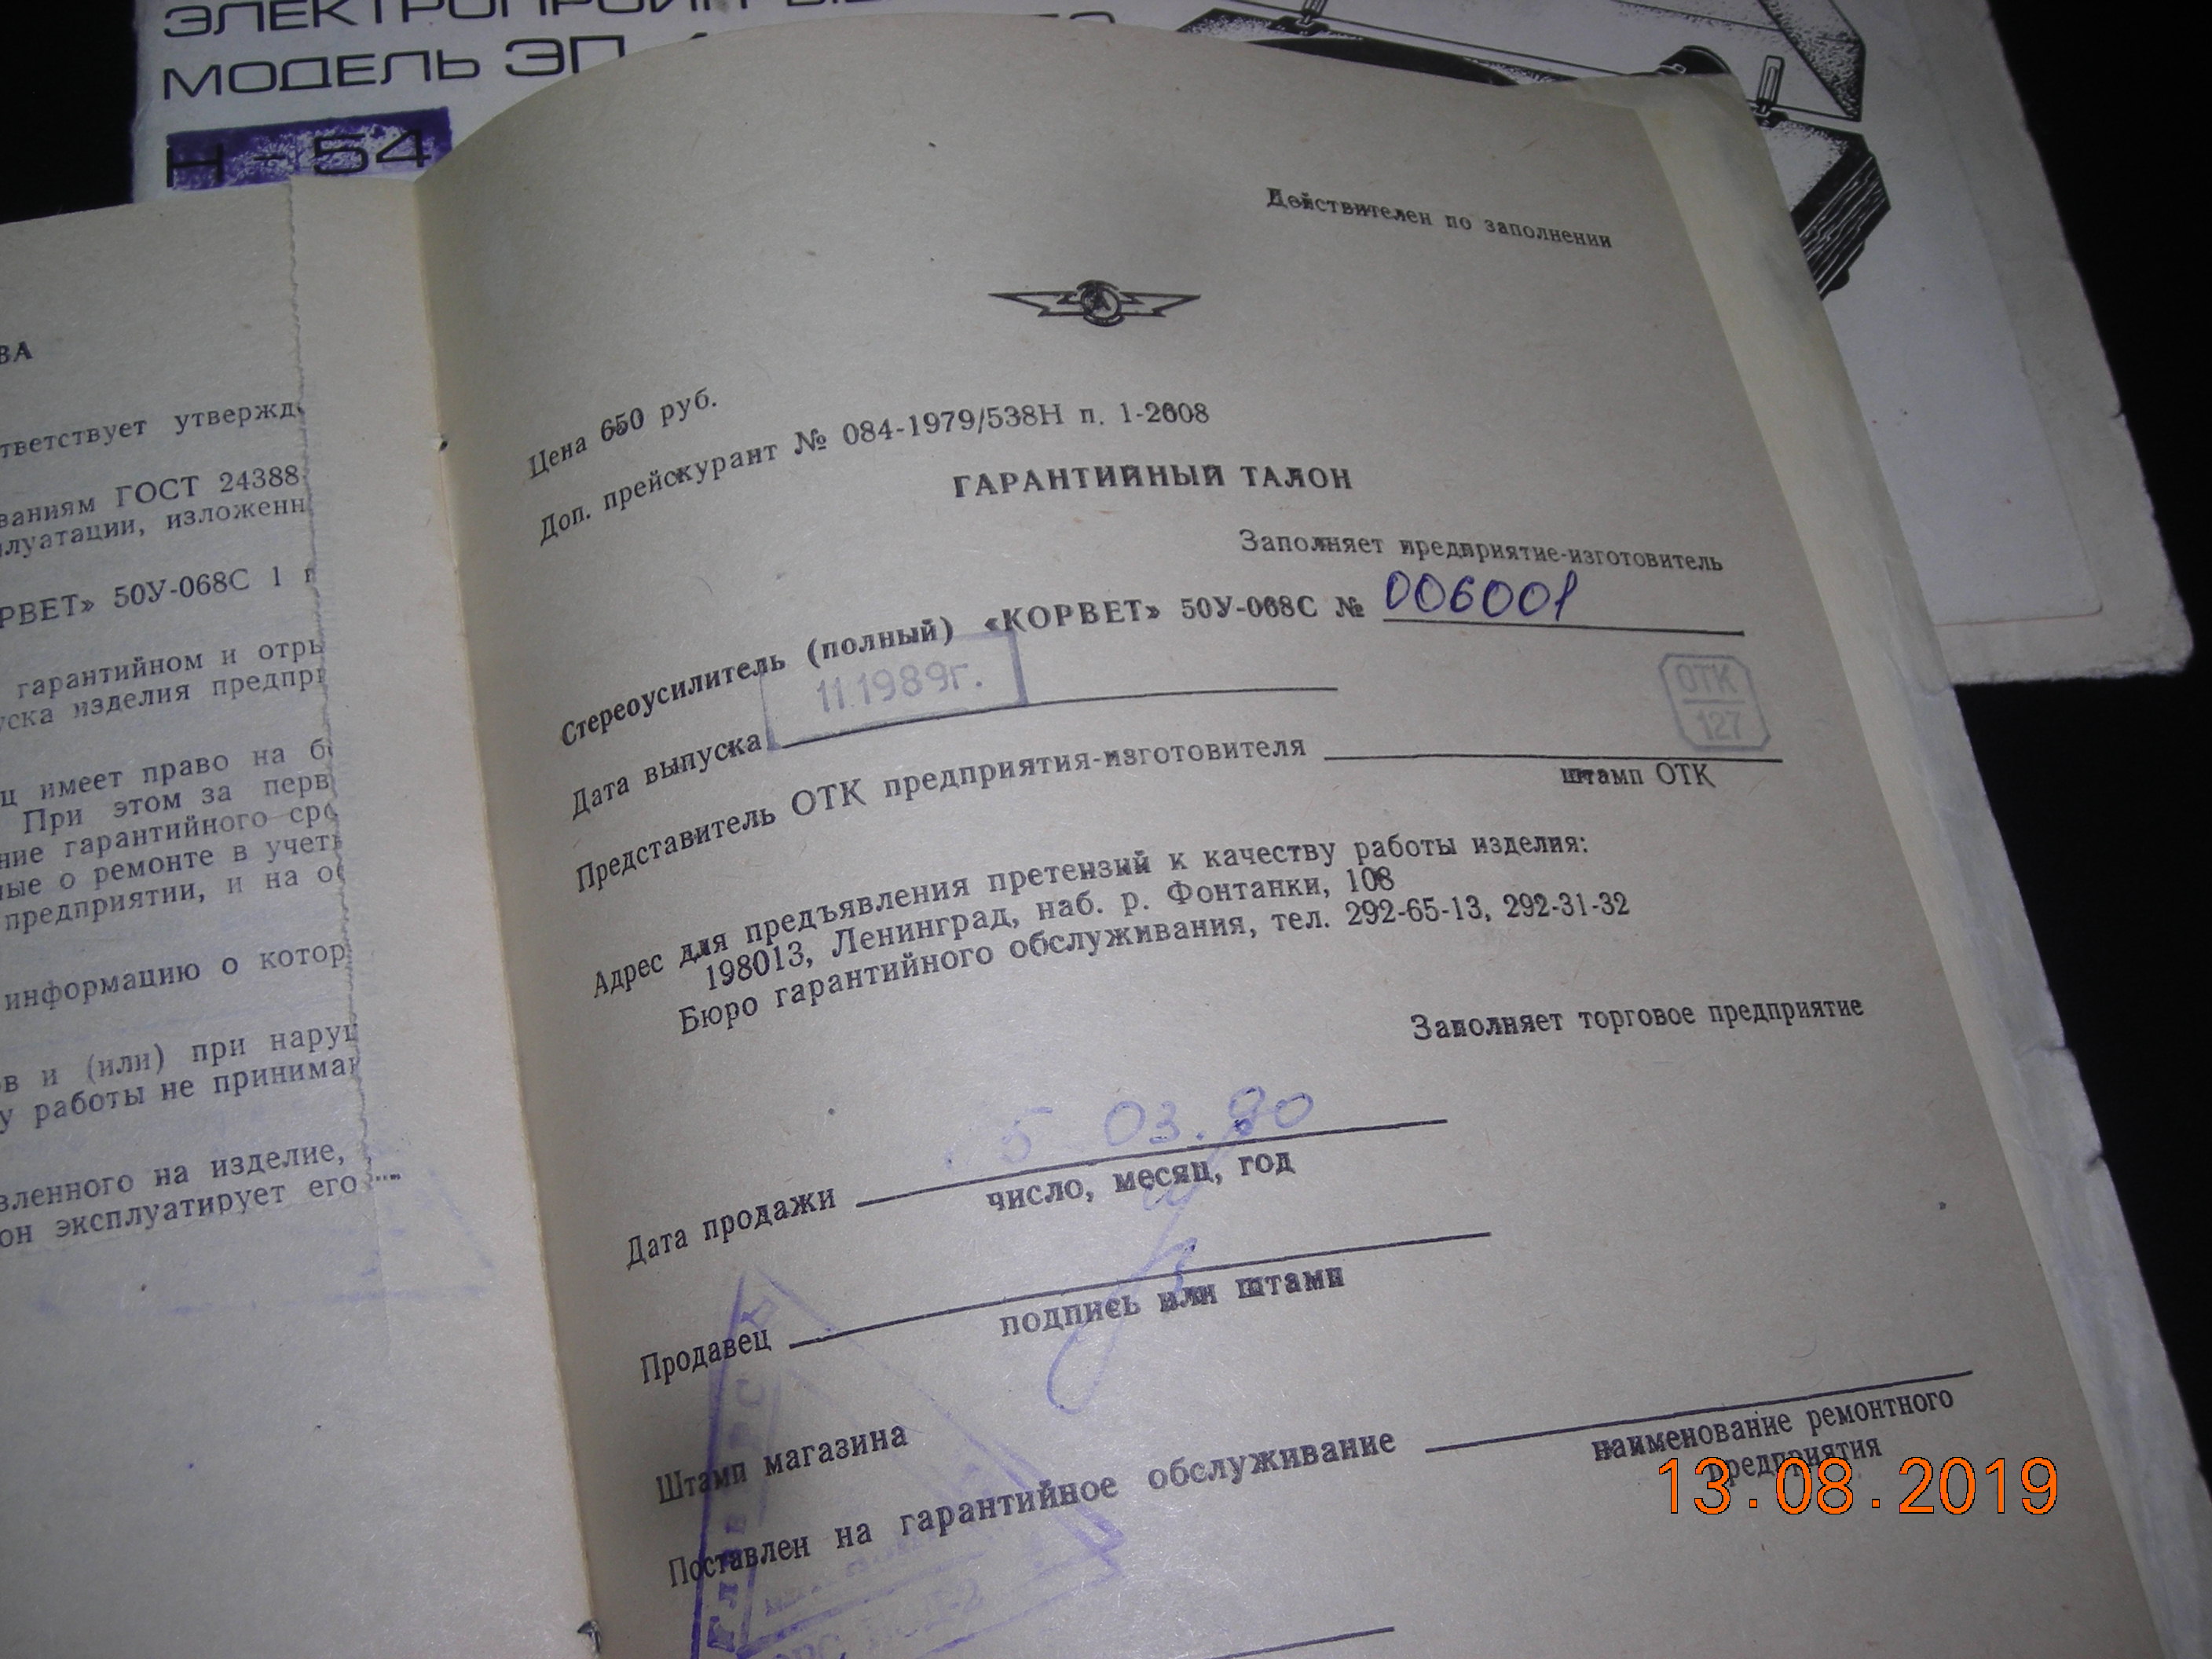 МОДЕЛЬ ЭП
Н-54
Действителен по заполнении
Цена 650 руб.
Доп. прейскурант № 084-1979/538Н п. 1-2608
ГАРАНТИЙНЫЙ ТАЛОН
Заполняет предприятие-изготовитель
Стереоусилитель (полный) «КОРВЕТ» 50У-068С № 006001
11.1989г.
Дата выпуска
ОТК
127
Представитель ОТК предприятия-изготовителя
штамп ОТК
Адрес для предъявления претензий к качеству работы изделия:
198013, Ленинград, наб. р. Фонтанки, 108
Бюро гарантийного обслуживания, тел. 292-65-13, 292-31-32
Заполняет торговое предприятие
5 03.90
Дата продажи
число, месяц, год
Продавец
подпись или штамп
Штамп магазина
Поставлен на гарантийное обслуживание
наименование ремонтного
предприятия
ВА
тветствует утвержд
ваниям ГОСТ 24388
луатации, изложенн
РВЕТ» 50У-068С 1 г
гарантийном и отры
уска изделия предпри
ц имеет право на б
При этом за перв
ние гарантийного сро
ые о ремонте в учет
предприятии, и на о
информацию о котор
в и (или) при наруш
у работы не принимаю
вленного на изделие,
он эксплуатирует его
13.08.2019